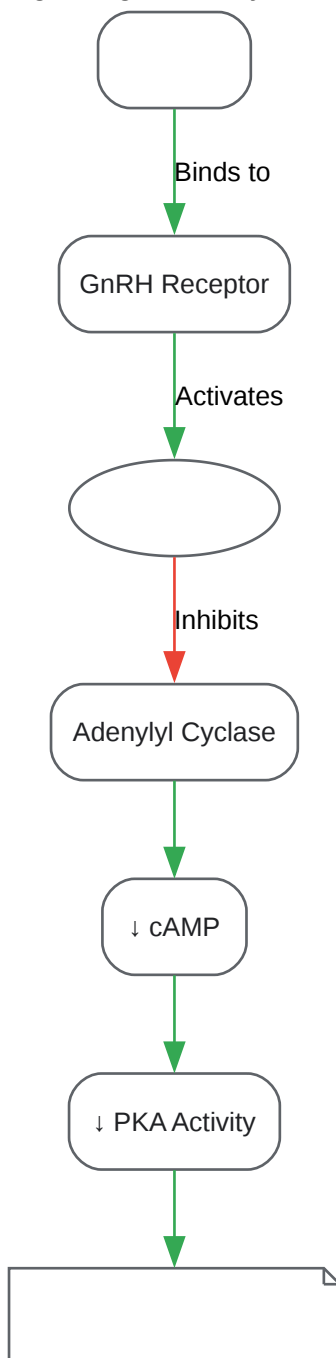 Binds to
GnRH Receptor
Activates
Inhibits
Adenylyl Cyclase
↓ cAMP
↓ PKA Activity